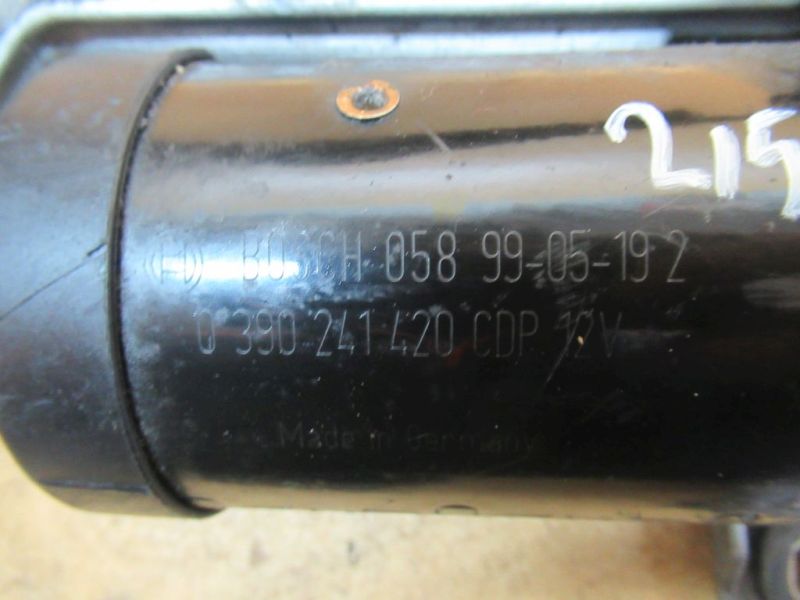 215
BOSCH 058 99-05-19 2
0 390 241 420 CDP 12V
Made in Germany